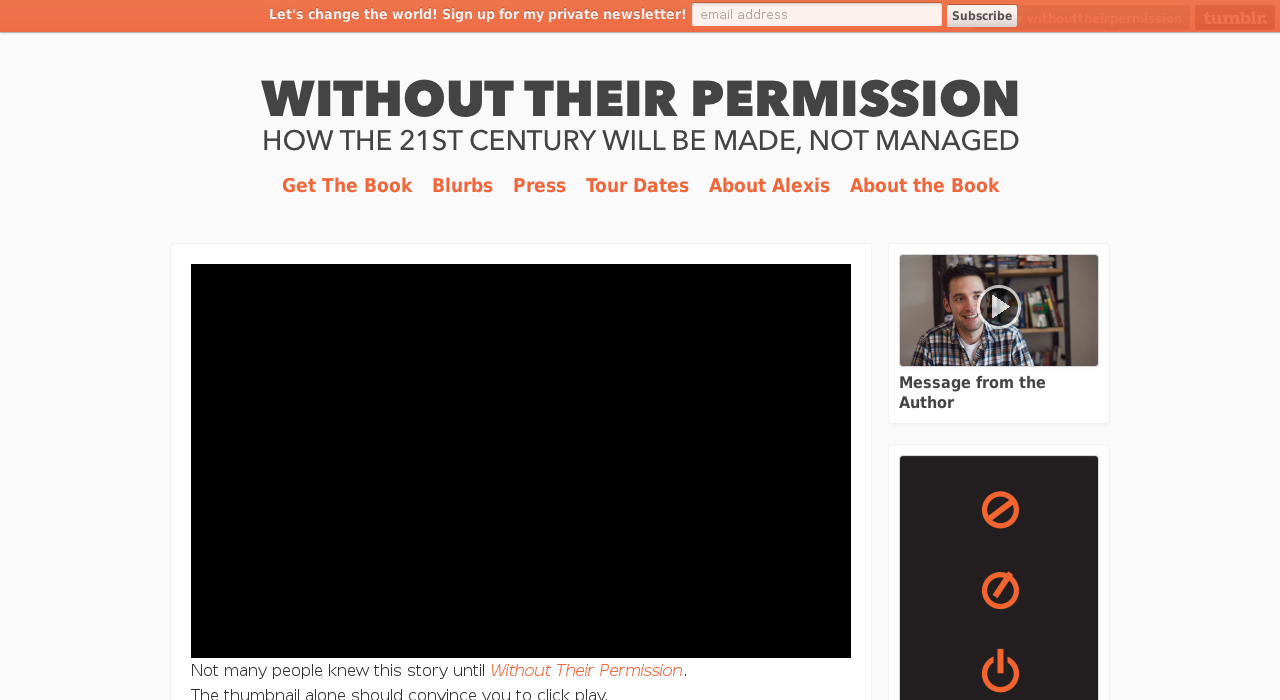 Let's change the world! Sign up for my private newsletter! email address Subscribe withouttheirpermission tumblr.
WITHOUT THEIR PERMISSION
HOW THE 21ST CENTURY WILL BE MADE, NOT MANAGED
Get The Book Blurbs Press Tour Dates About Alexis About the Book
Message from the
Author
Not many people knew this story until Without Their Permission.
The thumbnail alone should convince you to click play.